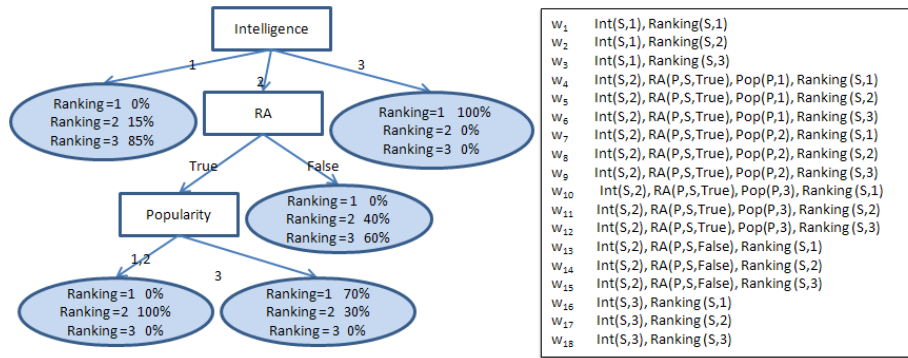 Intelligence
1
2
3
Ranking=1 0%
Ranking=2 15%
Ranking=3 85%
RA
Ranking=1 100%
Ranking=2 0%
Ranking=3 0%
True
False
Popularity
Ranking=1 0%
Ranking=2 40%
Ranking=3 60%
1,2
3
Ranking=1 0%
Ranking=2 100%
Ranking=3 0%
Ranking=1 70%
Ranking=2 30%
Ranking=3 0%
w₁ Int(S,1), Ranking(S,1)
w₂ Int(S,1), Ranking(S,2)
w₃ Int(S,1), Ranking(S,3)
w₄ Int(S,2), RA(P,S,True), Pop(P,1), Ranking(S,1)
w₅ Int(S,2), RA(P,S,True), Pop(P,1), Ranking(S,2)
w₆ Int(S,2), RA(P,S,True), Pop(P,1), Ranking(S,3)
w₇ Int(S,2), RA(P,S,True), Pop(P,2), Ranking(S,1)
w₈ Int(S,2), RA(P,S,True), Pop(P,2), Ranking(S,2)
w₉ Int(S,2), RA(P,S,True), Pop(P,2), Ranking(S,3)
w₁₀ Int(S,2), RA(P,S,True), Pop(P,3), Ranking(S,1)
w₁₁ Int(S,2), RA(P,S,True), Pop(P,3), Ranking(S,2)
w₁₂ Int(S,2), RA(P,S,True), Pop(P,3), Ranking(S,3)
w₁₃ Int(S,2), RA(P,S,False), Ranking(S,1)
w₁₄ Int(S,2), RA(P,S,False), Ranking(S,2)
w₁₅ Int(S,2), RA(P,S,False), Ranking(S,3)
w₁₆ Int(S,3), Ranking(S,1)
w₁₇ Int(S,3), Ranking(S,2)
w₁₈ Int(S,3), Ranking(S,3)